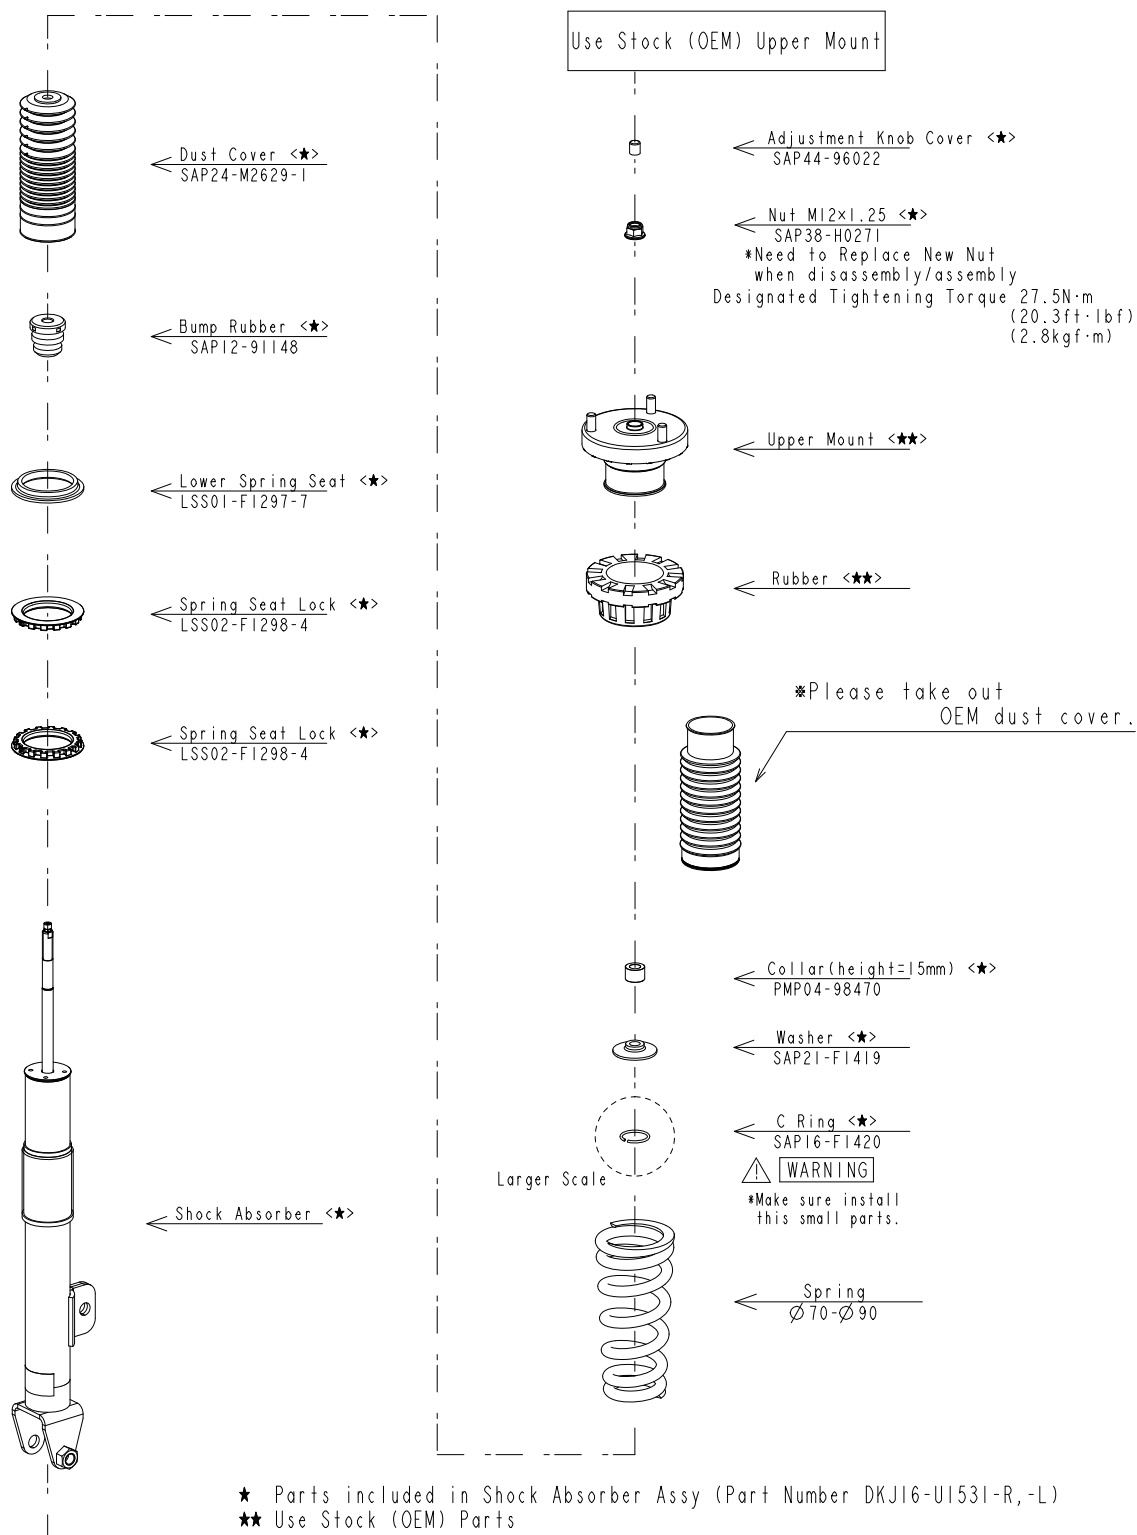 Use Stock (OEM) Upper Mount
Dust Cover <★>
SAP24-M2629-1
Bump Rubber <★>
SAP12-91148
Lower Spring Seat <★>
LSS01-F1297-7
Spring Seat Lock <★>
LSS02-F1298-4
Spring Seat Lock <★>
LSS02-F1298-4
Shock Absorber <★>
Adjustment Knob Cover <★>
SAP44-96022
Nut M12×1.25 <★>
SAP38-H0271
*Need to Replace New Nut
when disassembly/assembly
Designated Tightening Torque 27.5N·m
(20.3ft·lbf)
(2.8kgf·m)
Upper Mount <★★>
Rubber <★★>
※Please take out
OEM dust cover.
Collar(height=15mm) <★>
PMP04-98470
Washer <★>
SAP21-F1419
C Ring <★>
SAP16-F1420
Larger Scale
! WARNING
*Make sure install
this small parts.
Spring
∅70-∅90
★ Parts included in Shock Absorber Assy (Part Number DKJ16-U1531-R,-L)
★★ Use Stock (OEM) Parts